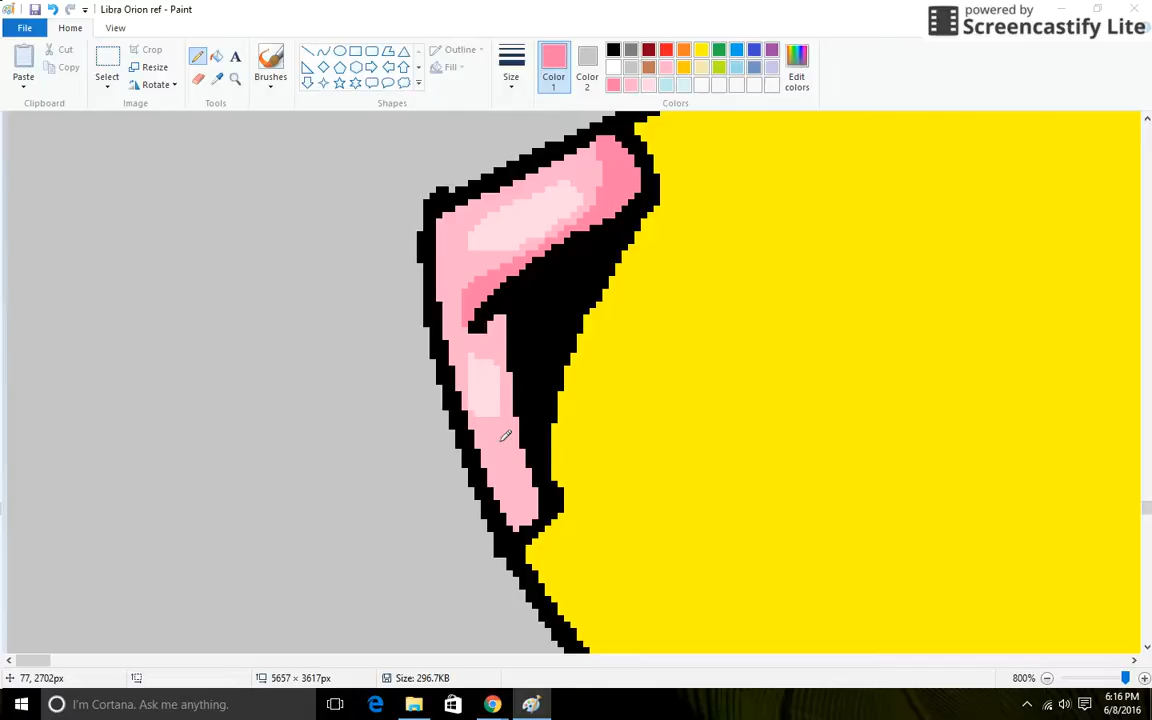 Libra Orion ref - Paint
powered by
Screencastify Lite
File
Home
View
Paste
Cut
Copy
Clipboard
Select
Crop
Resize
Rotate
Image
A
Tools
Brushes
Outline
Fill
Shapes
Size
Color
1
Color
2
Edit
colors
Colors
77, 2702px
5657 × 3617px
Size: 296.7KB
800%
I'm Cortana. Ask me anything.
6:16 PM
6/8/2016